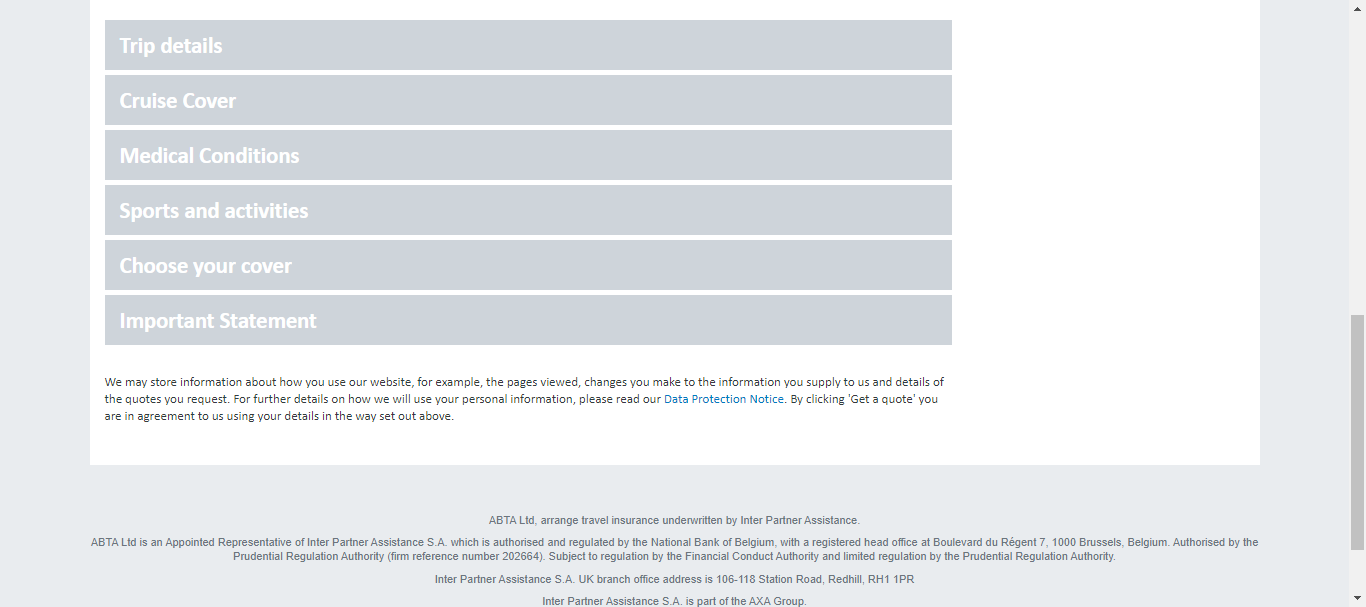 Trip details
Cruise Cover
Medical Conditions
Sports and activities
Choose your cover
Important Statement
We may store information about how you use our website, for example, the pages viewed, changes you make to the information you supply to us and details of
the quotes you request. For further details on how we will use your personal information, please read our Data Protection Notice. By clicking 'Get a quote' you
are in agreement to us using your details in the way set out above.
ABTA Ltd, arrange travel insurance underwritten by Inter Partner Assistance.
ABTA Ltd is an Appointed Representative of Inter Partner Assistance S.A. which is authorised and regulated by the National Bank of Belgium, with a registered head office at Boulevard du Régent 7, 1000 Brussels, Belgium. Authorised by the
Prudential Regulation Authority (firm reference number 202664). Subject to regulation by the Financial Conduct Authority and limited regulation by the Prudential Regulation Authority.
Inter Partner Assistance S.A. UK branch office address is 106-118 Station Road, Redhill, RH1 1PR
Inter Partner Assistance S.A. is part of the AXA Group.